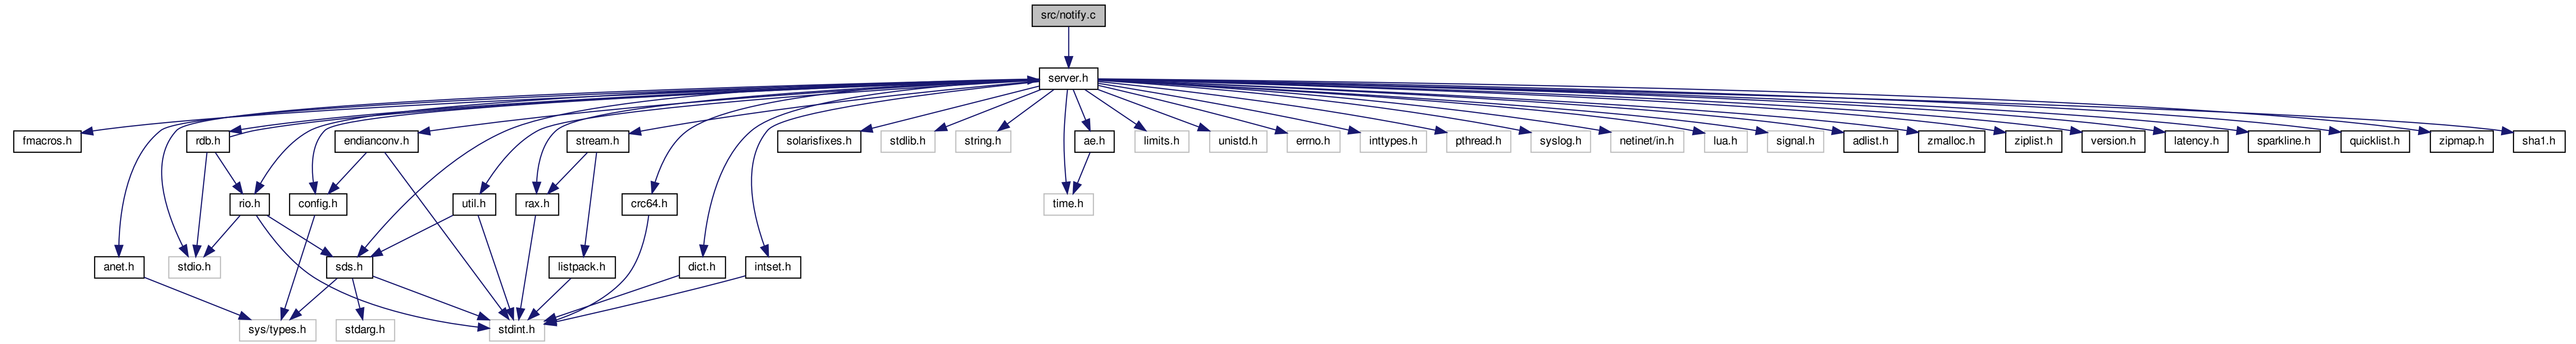 src/notify.c
server.h
fmacros.h
rdb.h
endianconv.h
stream.h
solarisfixes.h
stdlib.h
string.h
ae.h
limits.h
unistd.h
errno.h
inttypes.h
pthread.h
syslog.h
netinet/in.h
lua.h
signal.h
adlist.h
zmalloc.h
ziplist.h
version.h
latency.h
sparkline.h
quicklist.h
zipmap.h
sha1.h
rio.h
config.h
util.h
rax.h
crc64.h
time.h
anet.h
stdio.h
sds.h
listpack.h
dict.h
intset.h
sys/types.h
stdarg.h
stdint.h